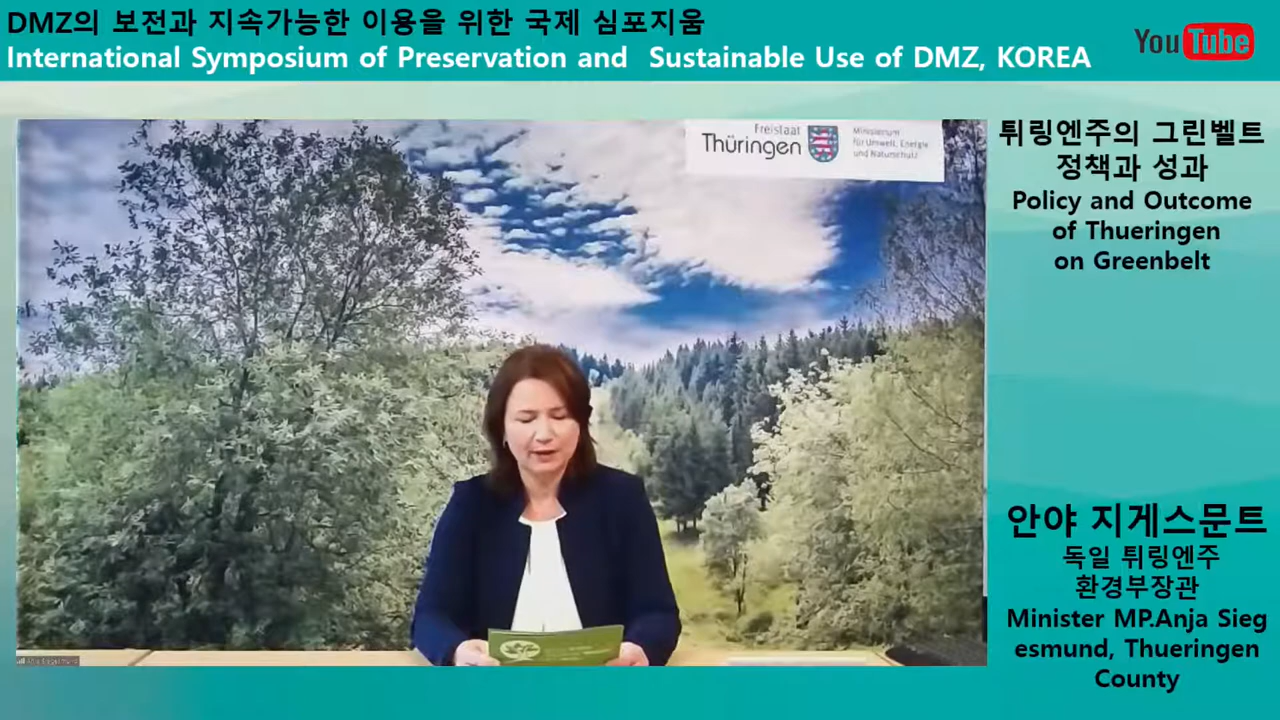 DMZ의 보전과 지속가능한 이용을 위한 국제 심포지움
International Symposium of Preservation and Sustainable Use of DMZ, KOREA
YouTube
Freistaat
Thüringen
Ministerium
für Umwelt, Energie
und Naturschutz
튀링엔주의 그린벨트
정책과 성과
Policy and Outcome
of Thueringen
on Greenbelt
안야 지게스문트
독일 튀링엔주
환경부장관
Minister MP.Anja Sieg
esmund, Thueringen
County